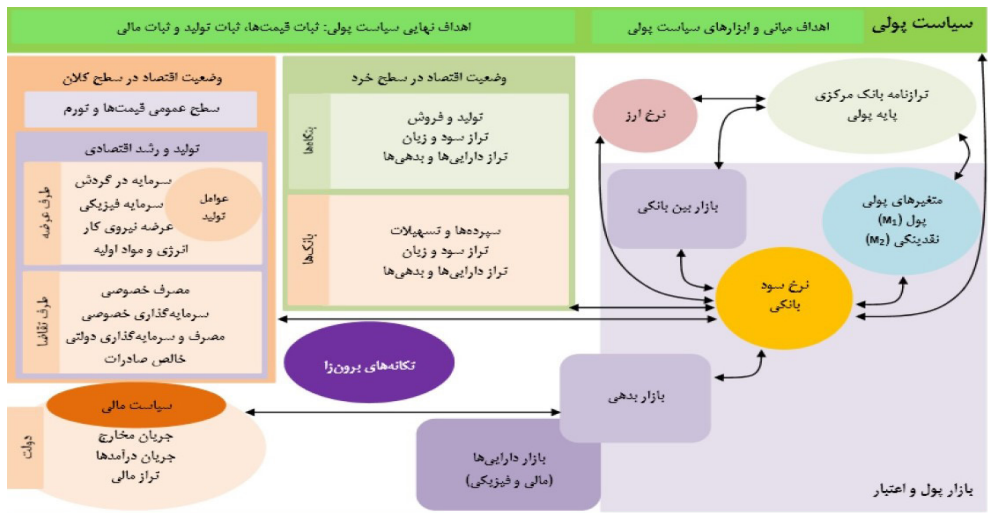 سیاست پولی
اهداف میانی و ابزارهای سیاست پولی
اهداف نهایی سیاست پولی: ثبات قیمت‌ها، ثبات تولید و ثبات مالی
ترازنامه بانک مرکزی
پایه پولی
نرخ ارز
متغیرهای پولی
پول (M₁)
نقدینگی (M₂)
بازار بین بانکی
نرخ سود
بانکی
بازار بدهی
بازار دارایی‌ها
(مالی و فیزیکی)
بازار پول و اعتبار
وضعیت اقتصاد در سطح خرد
بنگاه‌ها
تولید و فروش
تراز سود و زیان
تراز دارایی‌ها و بدهی‌ها
بانک‌ها
سپرده‌ها و تسهیلات
تراز سود و زیان
تراز دارایی‌ها و بدهی‌ها
تکانه‌های برون‌زا
وضعیت اقتصاد در سطح کلان
سطح عمومی قیمت‌ها و تورم
تولید و رشد اقتصادی
عوامل
تولید
سرمایه در گردش
سرمایه فیزیکی
عرضه نیروی کار
انرژی و مواد اولیه
طرف عرضه
مصرف خصوصی
سرمایه‌گذاری خصوصی
مصرف و سرمایه‌گذاری دولتی
خالص صادرات
طرف تقاضا
سیاست مالی
جریان مخارج
جریان درآمدها
تراز مالی
دولت